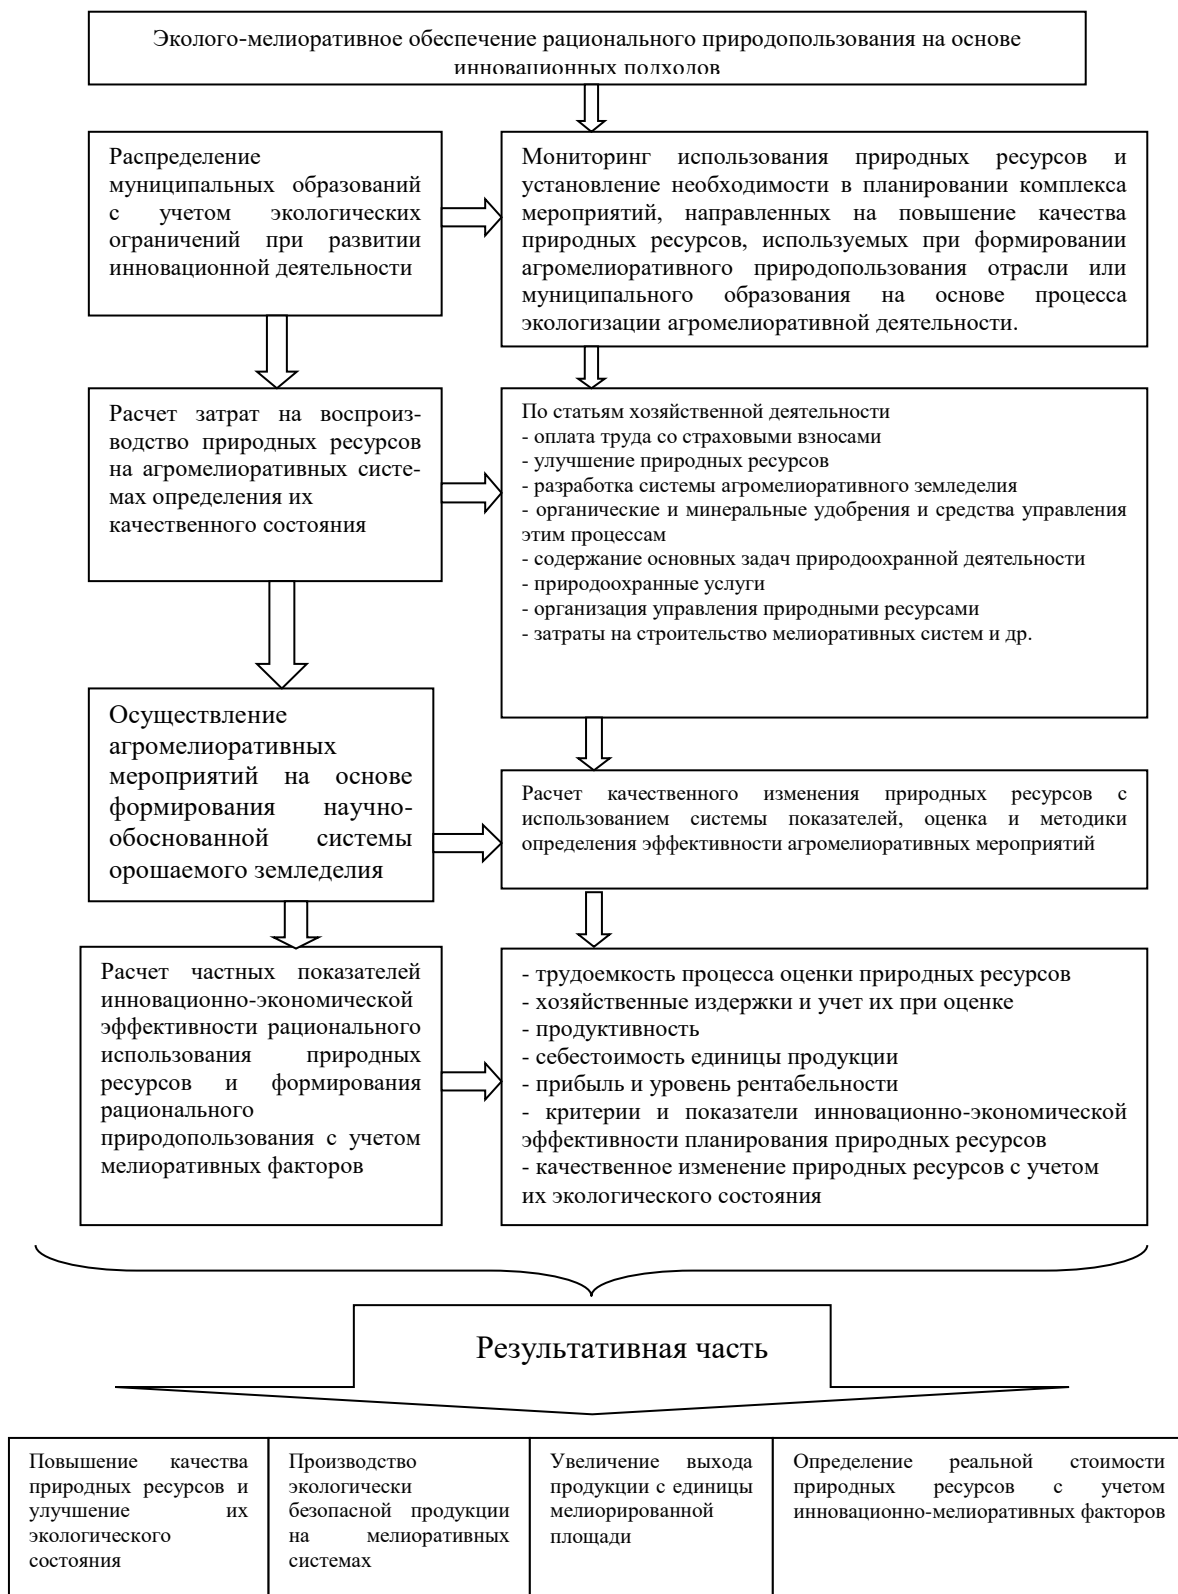 Эколого-мелиоративное обеспечение рационального природопользования на основе
инновационных подходов
Распределение
муниципальных образований
с учетом экологических
ограничений при развитии
инновационной деятельности
Мониторинг использования природных ресурсов и
установление необходимости в планировании комплекса
мероприятий, направленных на повышение качества
природных ресурсов, используемых при формировании
агромелиоративного природопользования отрасли или
муниципального образования на основе процесса
экологизации агромелиоративной деятельности.
Расчет затрат на воспроиз-
водство природных ресурсов
на агромелиоративных систе-
мах определения их
качественного состояния
По статьям хозяйственной деятельности
- оплата труда со страховыми взносами
- улучшение природных ресурсов
- разработка системы агромелиоративного земледелия
- органические и минеральные удобрения и средства управления
этим процессам
- содержание основных задач природоохранной деятельности
- природоохранные услуги
- организация управления природными ресурсами
- затраты на строительство мелиоративных систем и др.
Осуществление
агромелиоративных
мероприятий на основе
формирования научно-
обоснованной системы
орошаемого земледелия
Расчет качественного изменения природных ресурсов с
использованием системы показателей, оценка и методики
определения эффективности агромелиоративных мероприятий
Расчет частных показателей
инновационно-экономической
эффективности рационального
использования природных
ресурсов и формирования
рационального
природопользования с учетом
мелиоративных факторов
- трудоемкость процесса оценки природных ресурсов
- хозяйственные издержки и учет их при оценке
- продуктивность
- себестоимость единицы продукции
- прибыль и уровень рентабельности
- критерии и показатели инновационно-экономической
эффективности планирования природных ресурсов
- качественное изменение природных ресурсов с учетом
их экологического состояния
Результативная часть
Повышение качества
природных ресурсов и
улучшение их
экологического
состояния
Производство
экологически
безопасной продукции
на мелиоративных
системах
Увеличение выхода
продукции с единицы
мелиорированной
площади
Определение реальной стоимости
природных ресурсов с учетом
инновационно-мелиоративных факторов